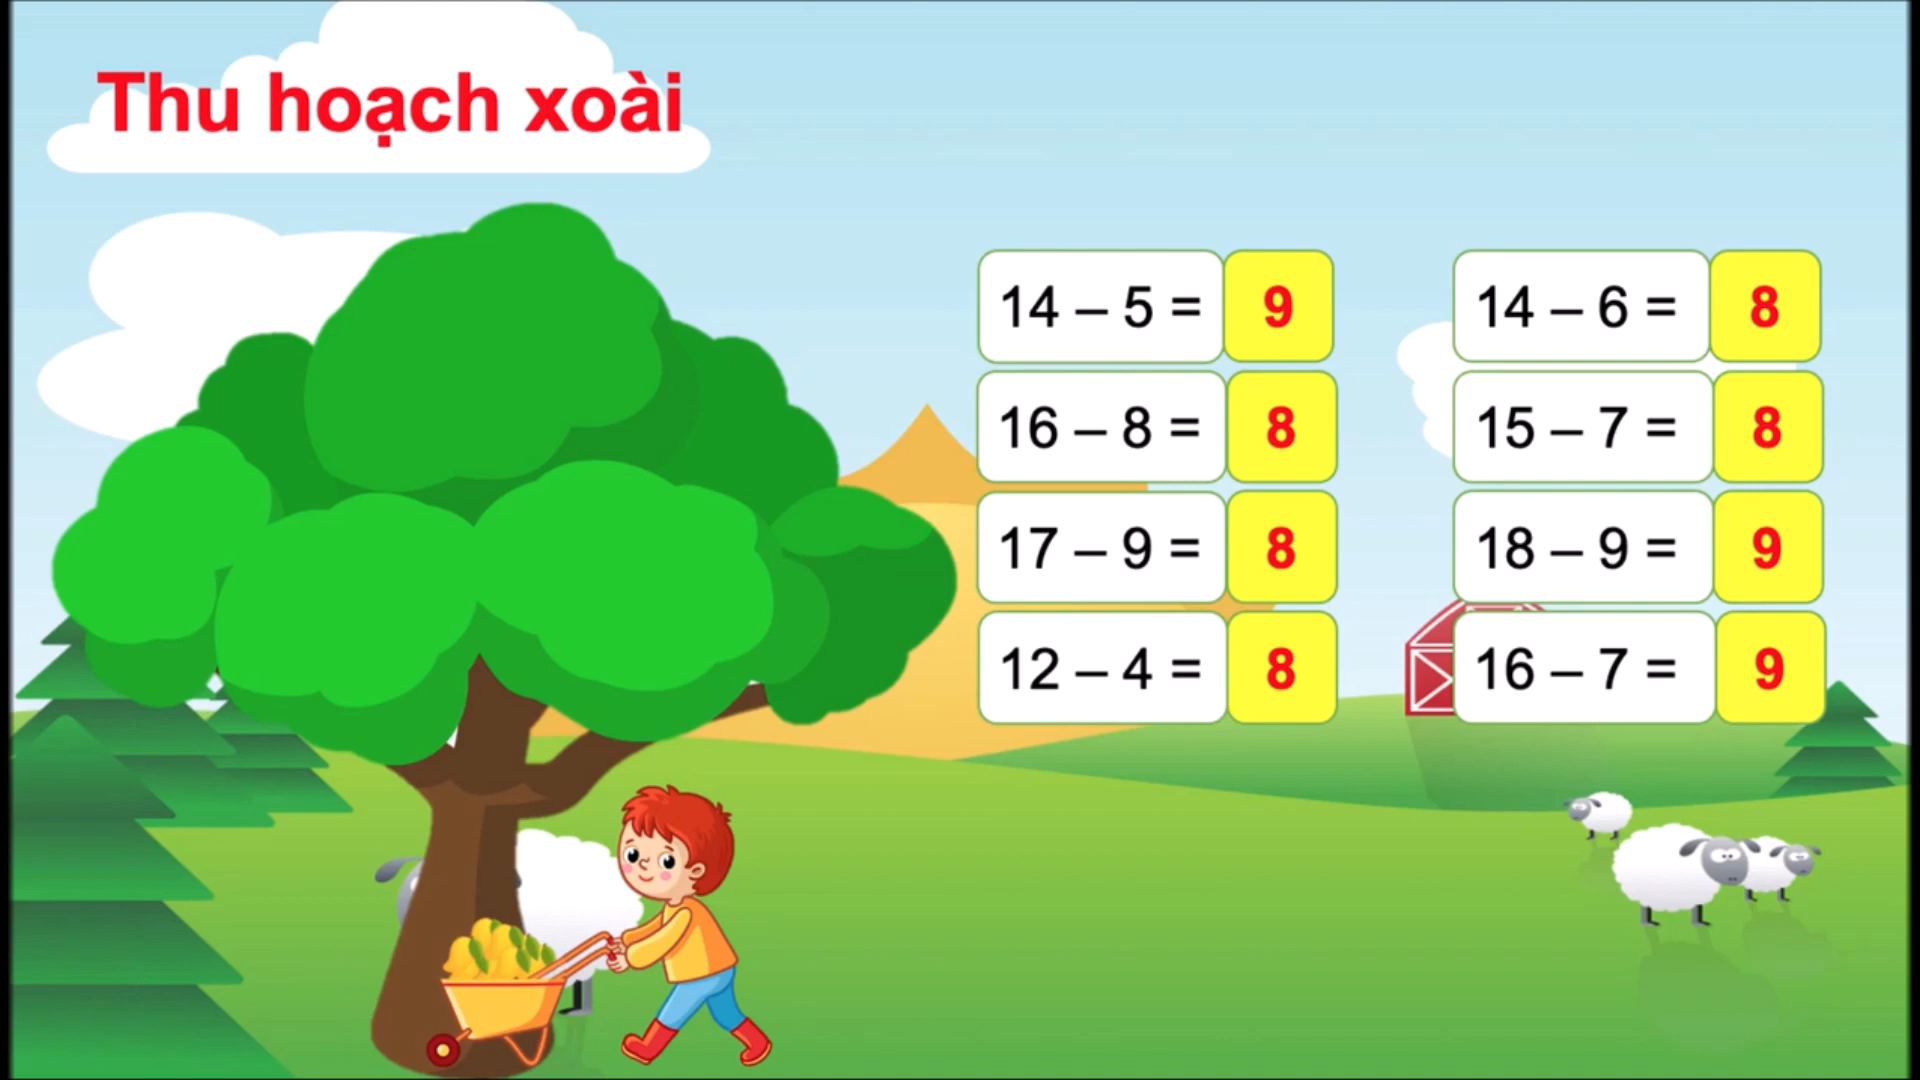 Thu hoạch xoài
14 – 5 = 9
16 – 8 = 8
17 – 9 = 8
12 – 4 = 8
14 – 6 = 8
15 – 7 = 8
18 – 9 = 9
16 – 7 = 9